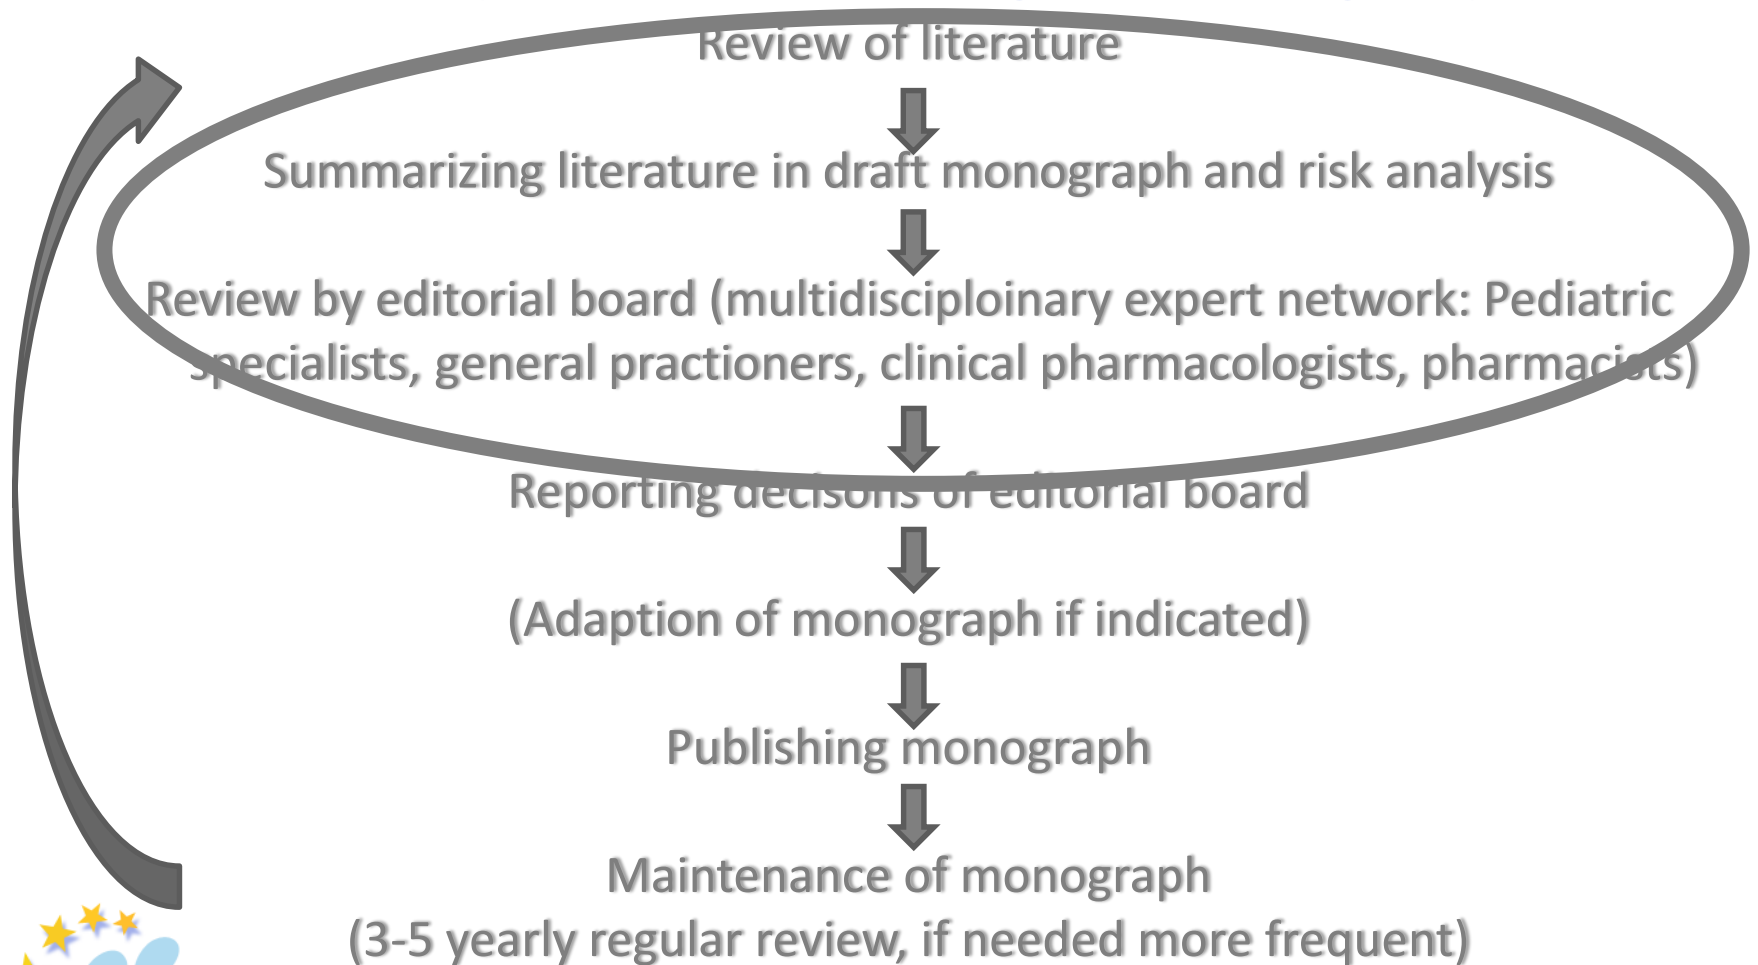 Review of literature
Summarizing literature in draft monograph and risk analysis
Review by editorial board (multidisciploinary expert network: Pediatric
specialists, general practioners, clinical pharmacologists, pharmacists)
Reporting decisons of editorial board
(Adaption of monograph if indicated)
Publishing monograph
Maintenance of monograph
(3-5 yearly regular review, if needed more frequent)